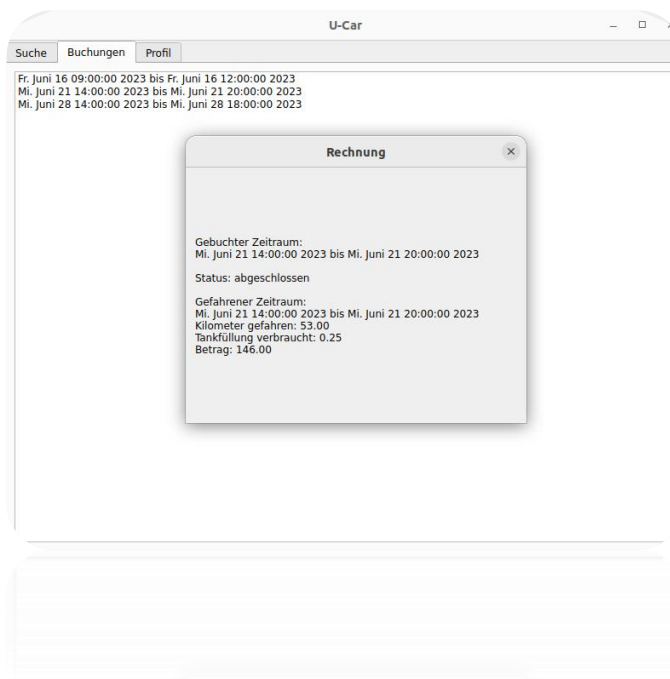 U-Car
Suche Buchungen Profil
Fr. Juni 16 09:00:00 2023 bis Fr. Juni 16 12:00:00 2023
Mi. Juni 21 14:00:00 2023 bis Mi. Juni 21 20:00:00 2023
Mi. Juni 28 14:00:00 2023 bis Mi. Juni 28 18:00:00 2023
Rechnung
Gebuchter Zeitraum:
Mi. Juni 21 14:00:00 2023 bis Mi. Juni 21 20:00:00 2023
Status: abgeschlossen
Gefahrener Zeitraum:
Mi. Juni 21 14:00:00 2023 bis Mi. Juni 21 20:00:00 2023
Kilometer gefahren: 53.00
Tankfüllung verbraucht: 0.25
Betrag: 146.00